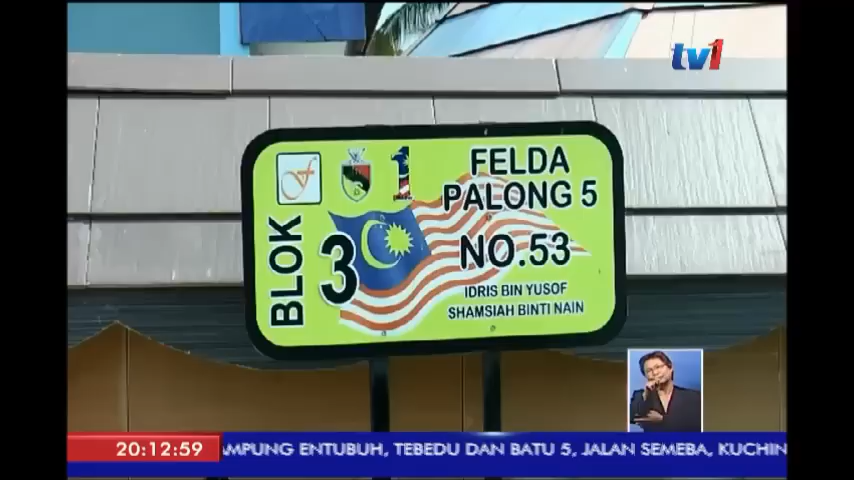 tv1
FELDA
PALONG 5
BLOK
3
NO.53
IDRIS BIN YUSOF
SHAMSIAH BINTI NAIN
20:12:59
AMPUNG ENTUBUH, TEBEDU DAN BATU 5, JALAN SEMEBA, KUCHIN